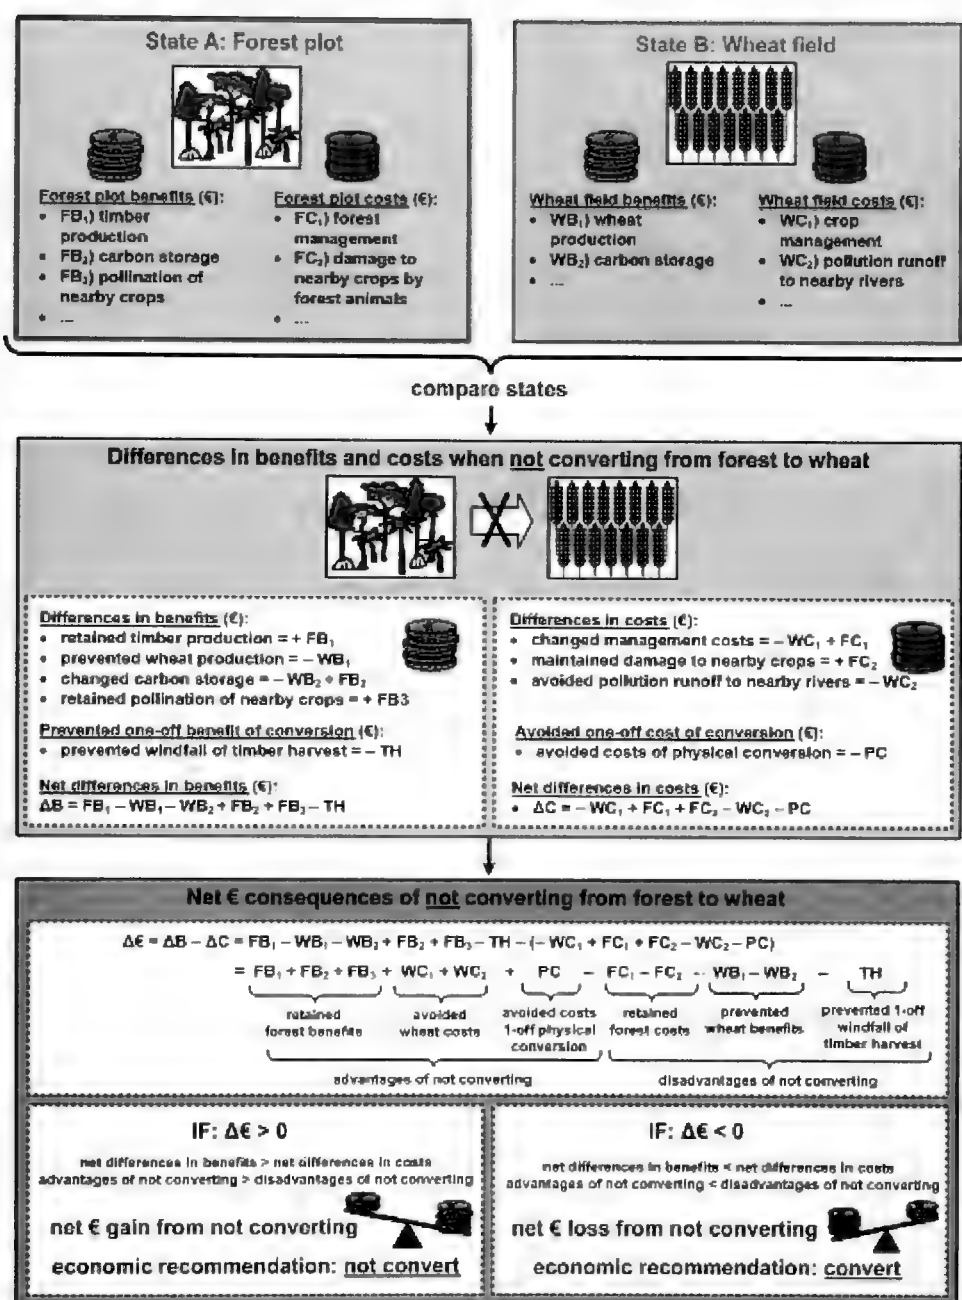 State A: Forest plot
Forest plot benefits (€):
• FB₁) timber
production
• FB₂) carbon storage
• FB₃) pollination of
nearby crops
• ...
Forest plot costs (€):
• FC₁) forest
management
• FC₂) damage to
nearby crops by
forest animals
• ...
State B: Wheat field
Wheat field benefits (€):
• WB₁) wheat
production
• WB₂) carbon storage
• ...
Wheat field costs (€):
• WC₁) crop
management
• WC₂) pollution runoff
to nearby rivers
• ...
compare states
Differences in benefits and costs when not converting from forest to wheat
Differences in benefits (€):
• retained timber production = + FB₁
• prevented wheat production = − WB₁
• changed carbon storage = − WB₂ + FB₂
• retained pollination of nearby crops = + FB3
Prevented one-off benefit of conversion (€):
• prevented windfall of timber harvest = − TH
Net differences in benefits (€):
ΔB = FB₁ − WB₁ − WB₂ + FB₂ + FB₃ − TH
Differences in costs (€):
• changed management costs = − WC₁ + FC₁
• maintained damage to nearby crops = + FC₂
• avoided pollution runoff to nearby rivers = − WC₂
Avoided one-off cost of conversion (€):
• avoided costs of physical conversion = − PC
Net differences in costs (€):
• ΔC = − WC₁ + FC₁ + FC₂ − WC₂ − PC
Net € consequences of not converting from forest to wheat
Δ€ = ΔB − ΔC = FB₁ − WB₁ − WB₂ + FB₂ + FB₃ − TH − (− WC₁ + FC₁ + FC₂ − WC₂ − PC)
= FB₁ + FB₂ + FB₃ + WC₁ + WC₂ + PC − FC₁ − FC₂ − WB₁ − WB₂ − TH
retained
forest benefits
avoided
wheat costs
avoided costs
1-off physical
conversion
retained
forest costs
prevented
wheat benefits
prevented 1-off
windfall of
timber harvest
advantages of not converting
disadvantages of not converting
IF: Δ€ > 0
net differences in benefits > net differences in costs
advantages of not converting > disadvantages of not converting
net € gain from not converting
economic recommendation: not convert
IF: Δ€ < 0
net differences in benefits < net differences in costs
advantages of not converting < disadvantages of not converting
net € loss from not converting
economic recommendation: convert